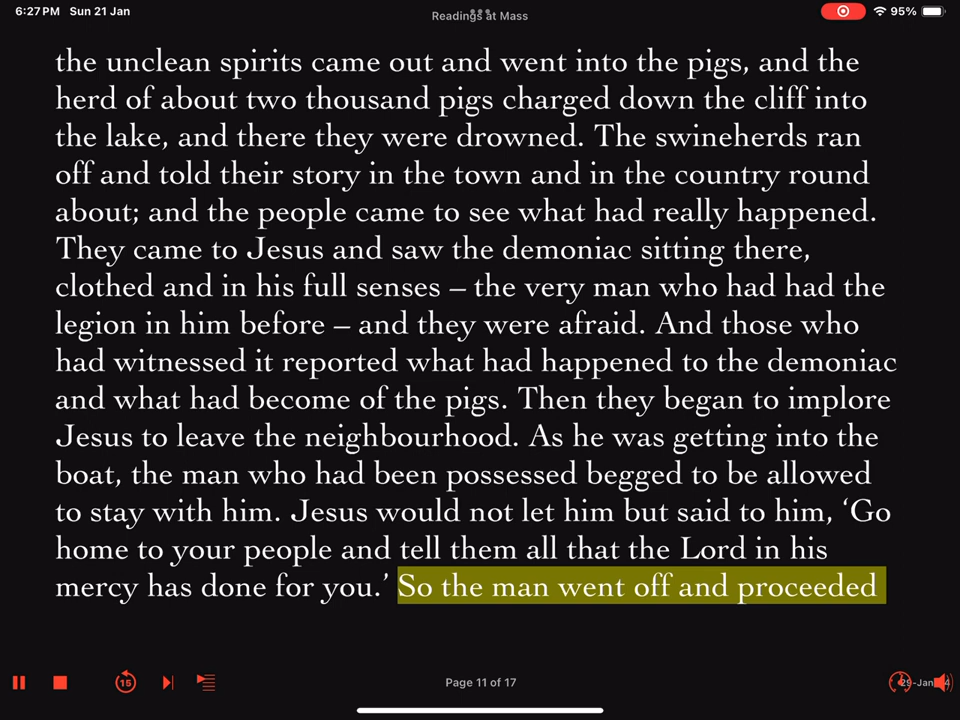 6:27 PM Sun 21 Jan
Readings at Mass
95%
the unclean spirits came out and went into the pigs, and the
herd of about two thousand pigs charged down the cliff into
the lake, and there they were drowned. The swineherds ran
off and told their story in the town and in the country round
about; and the people came to see what had really happened.
They came to Jesus and saw the demoniac sitting there,
clothed and in his full senses – the very man who had had the
legion in him before – and they were afraid. And those who
had witnessed it reported what had happened to the demoniac
and what had become of the pigs. Then they began to implore
Jesus to leave the neighbourhood. As he was getting into the
boat, the man who had been possessed begged to be allowed
to stay with him. Jesus would not let him but said to him, ‘Go
home to your people and tell them all that the Lord in his
mercy has done for you.’ So the man went off and proceeded
15
Page 11 of 17